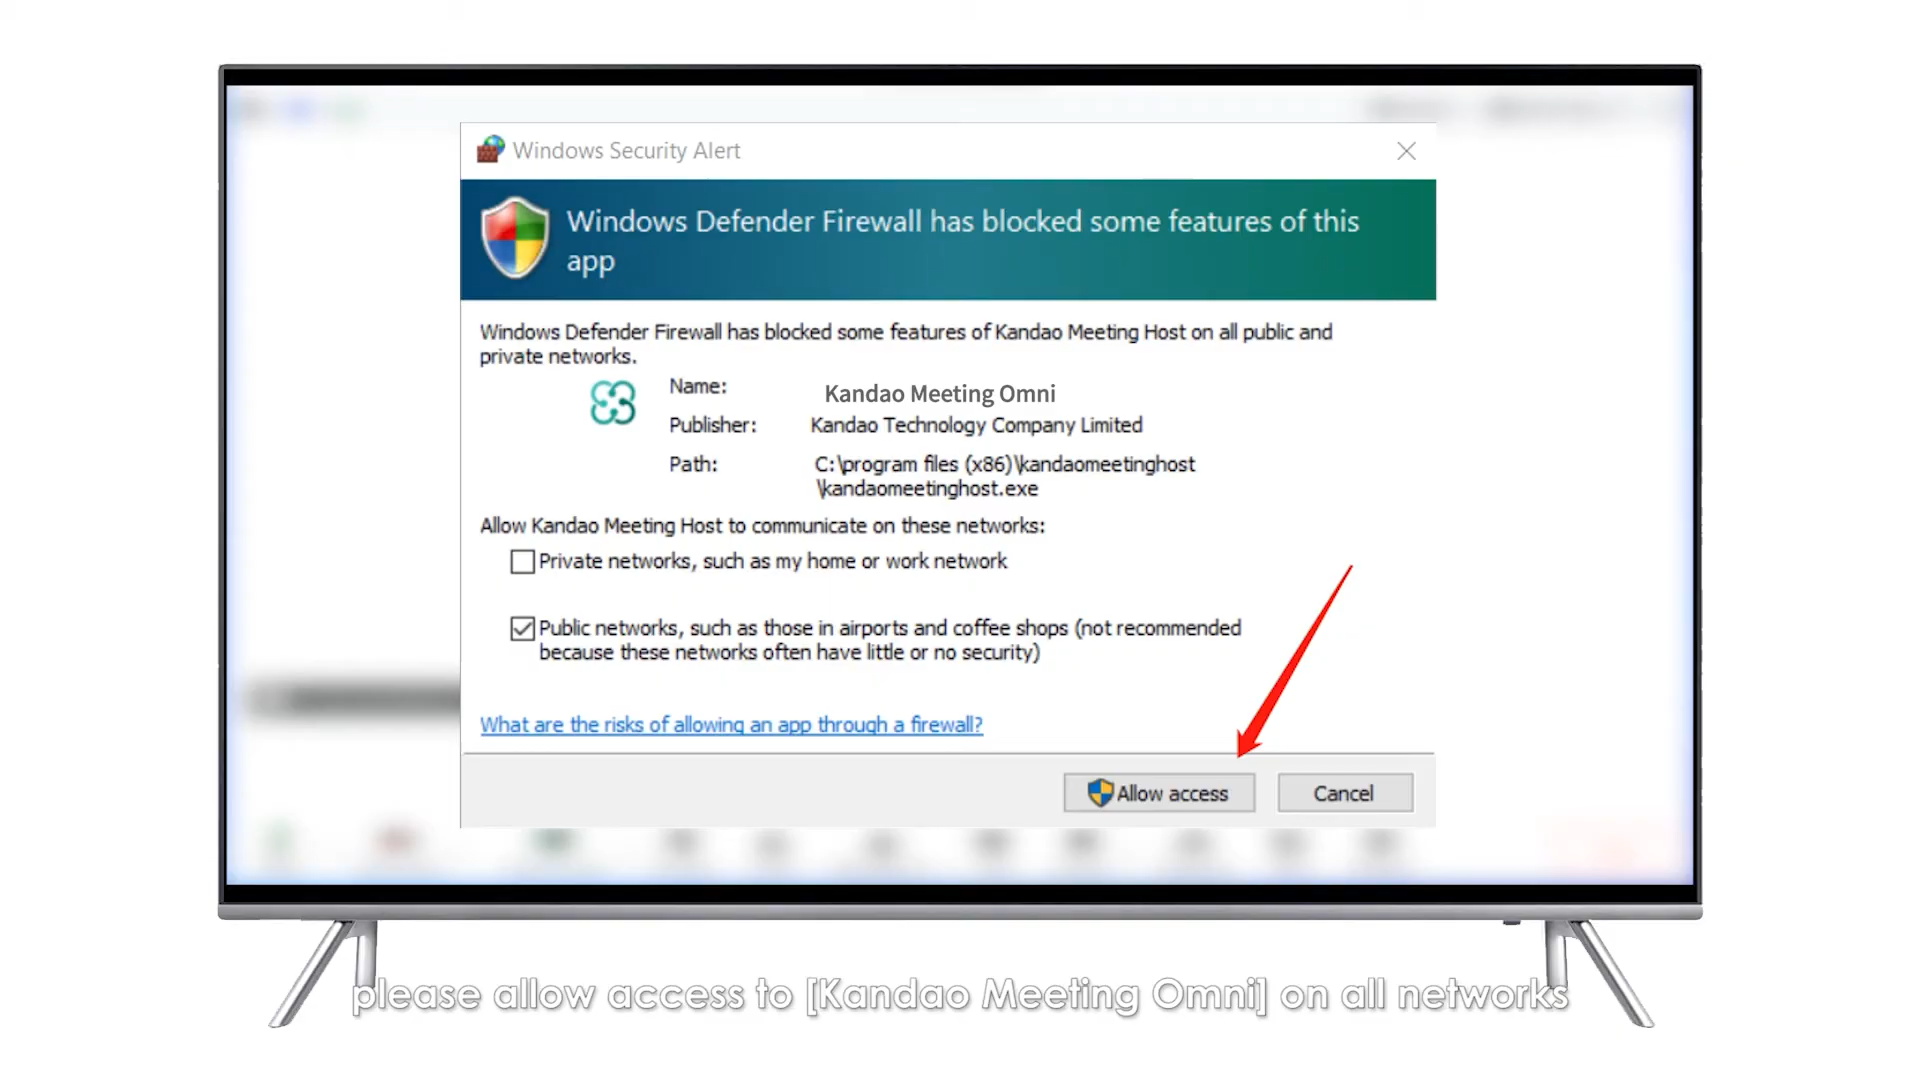 Windows Security Alert
Windows Defender Firewall has blocked some features of this
app
Windows Defender Firewall has blocked some features of Kandao Meeting Host on all public and
private networks.
Name: Kandao Meeting Omni
Publisher: Kandao Technology Company Limited
Path: C:\program files (x86)\kandaomeetinghost
\kandaomeetinghost.exe
Allow Kandao Meeting Host to communicate on these networks:
Private networks, such as my home or work network
Public networks, such as those in airports and coffee shops (not recommended
because these networks often have little or no security)
What are the risks of allowing an app through a firewall?
Allow access Cancel
please allow access to [Kandao Meeting Omni] on all networks